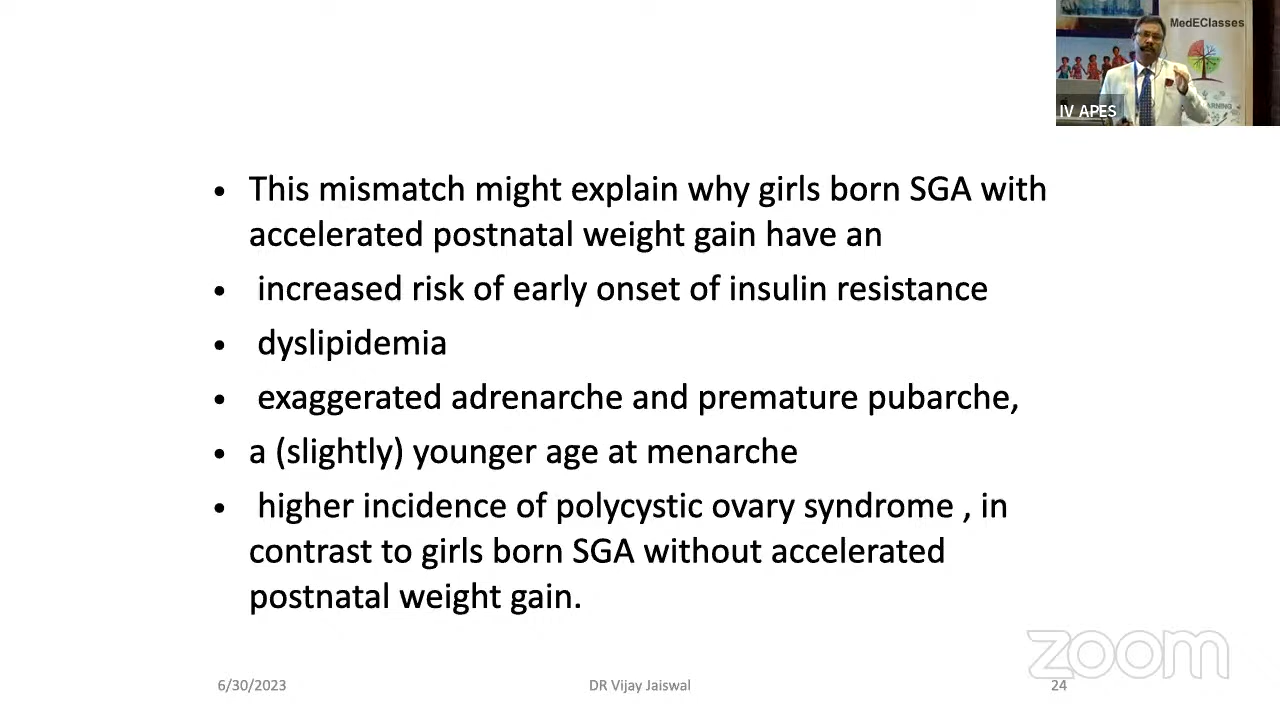 MedEClasses
IV APES
• This mismatch might explain why girls born SGA with
accelerated postnatal weight gain have an
• increased risk of early onset of insulin resistance
• dyslipidemia
• exaggerated adrenarche and premature pubarche,
• a (slightly) younger age at menarche
• higher incidence of polycystic ovary syndrome , in
contrast to girls born SGA without accelerated
postnatal weight gain.
zoom
6/30/2023
DR Vijay Jaiswal
24